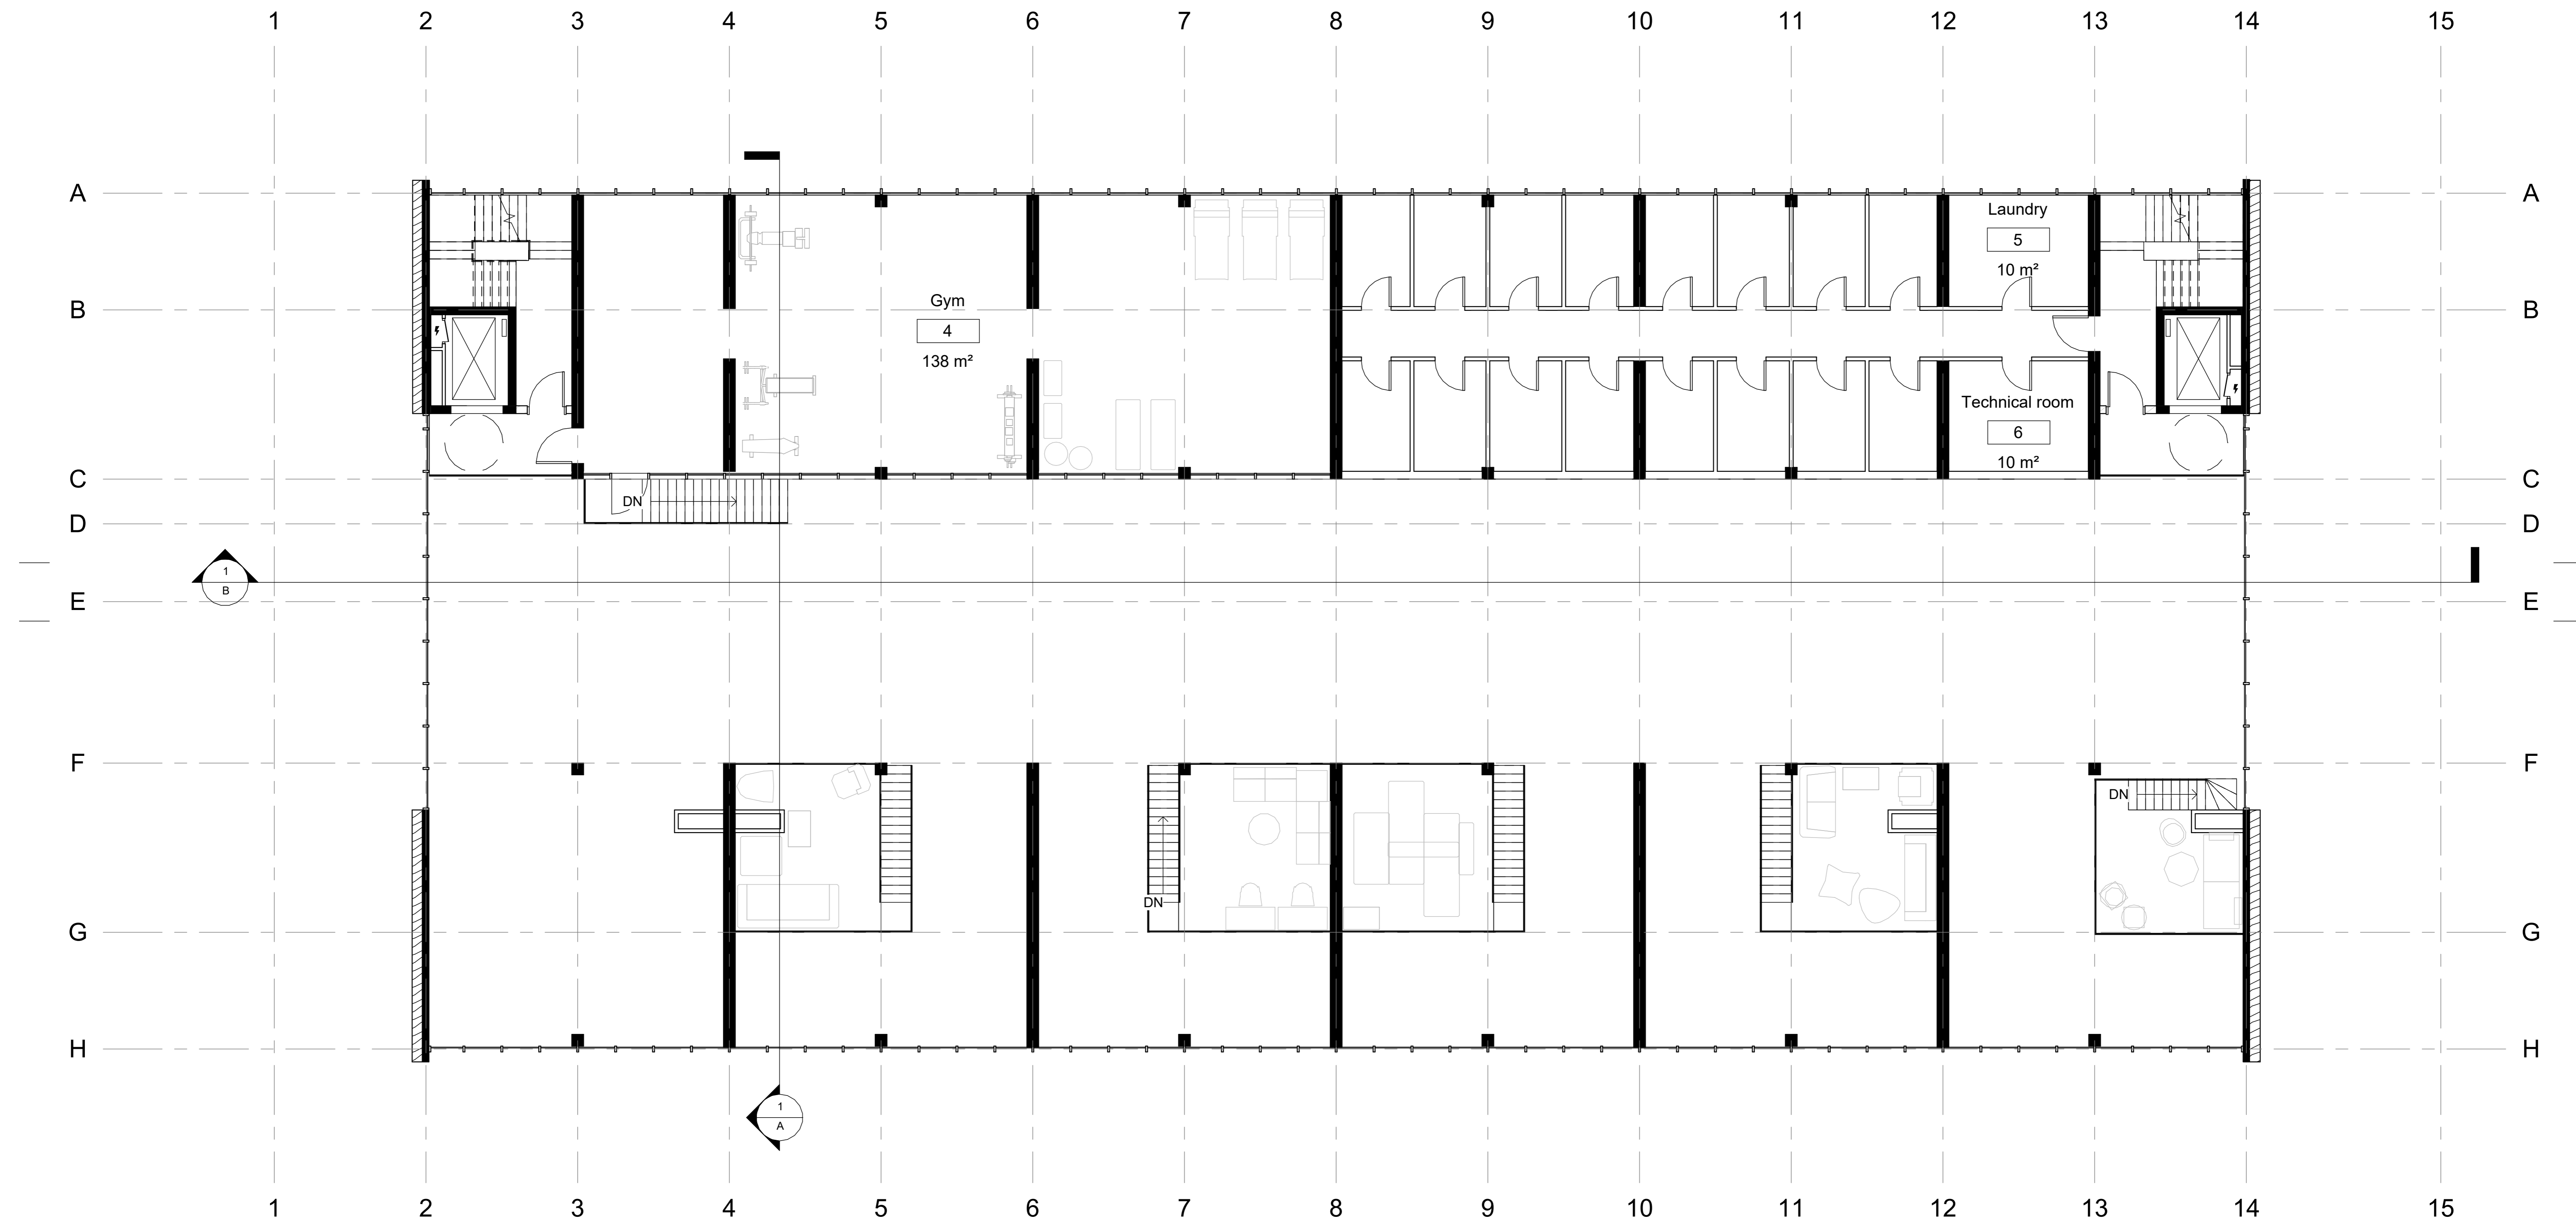 1 2 3 4 5 6 7 8 9 10 11 12 13 14 15
A A
Laundry
5
10 m²
Gym
4
138 m²
B B
Technical room
6
10 m²
C C
DN
D D
1
B
E E
F F
DN
DN
G G
H H
1
A
1 2 3 4 5 6 7 8 9 10 11 12 13 14 15